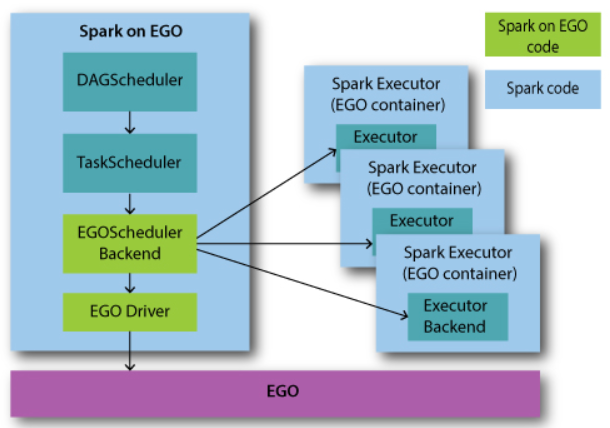 Spark on EGO
DAGScheduler
TaskScheduler
EGOScheduler
Backend
EGO Driver
EGO
Spark Executor
(EGO container)
Executor
Spark Executor
(EGO container)
Executor
Spark Executor
(EGO container)
Executor
Backend
Spark on EGO
code
Spark code